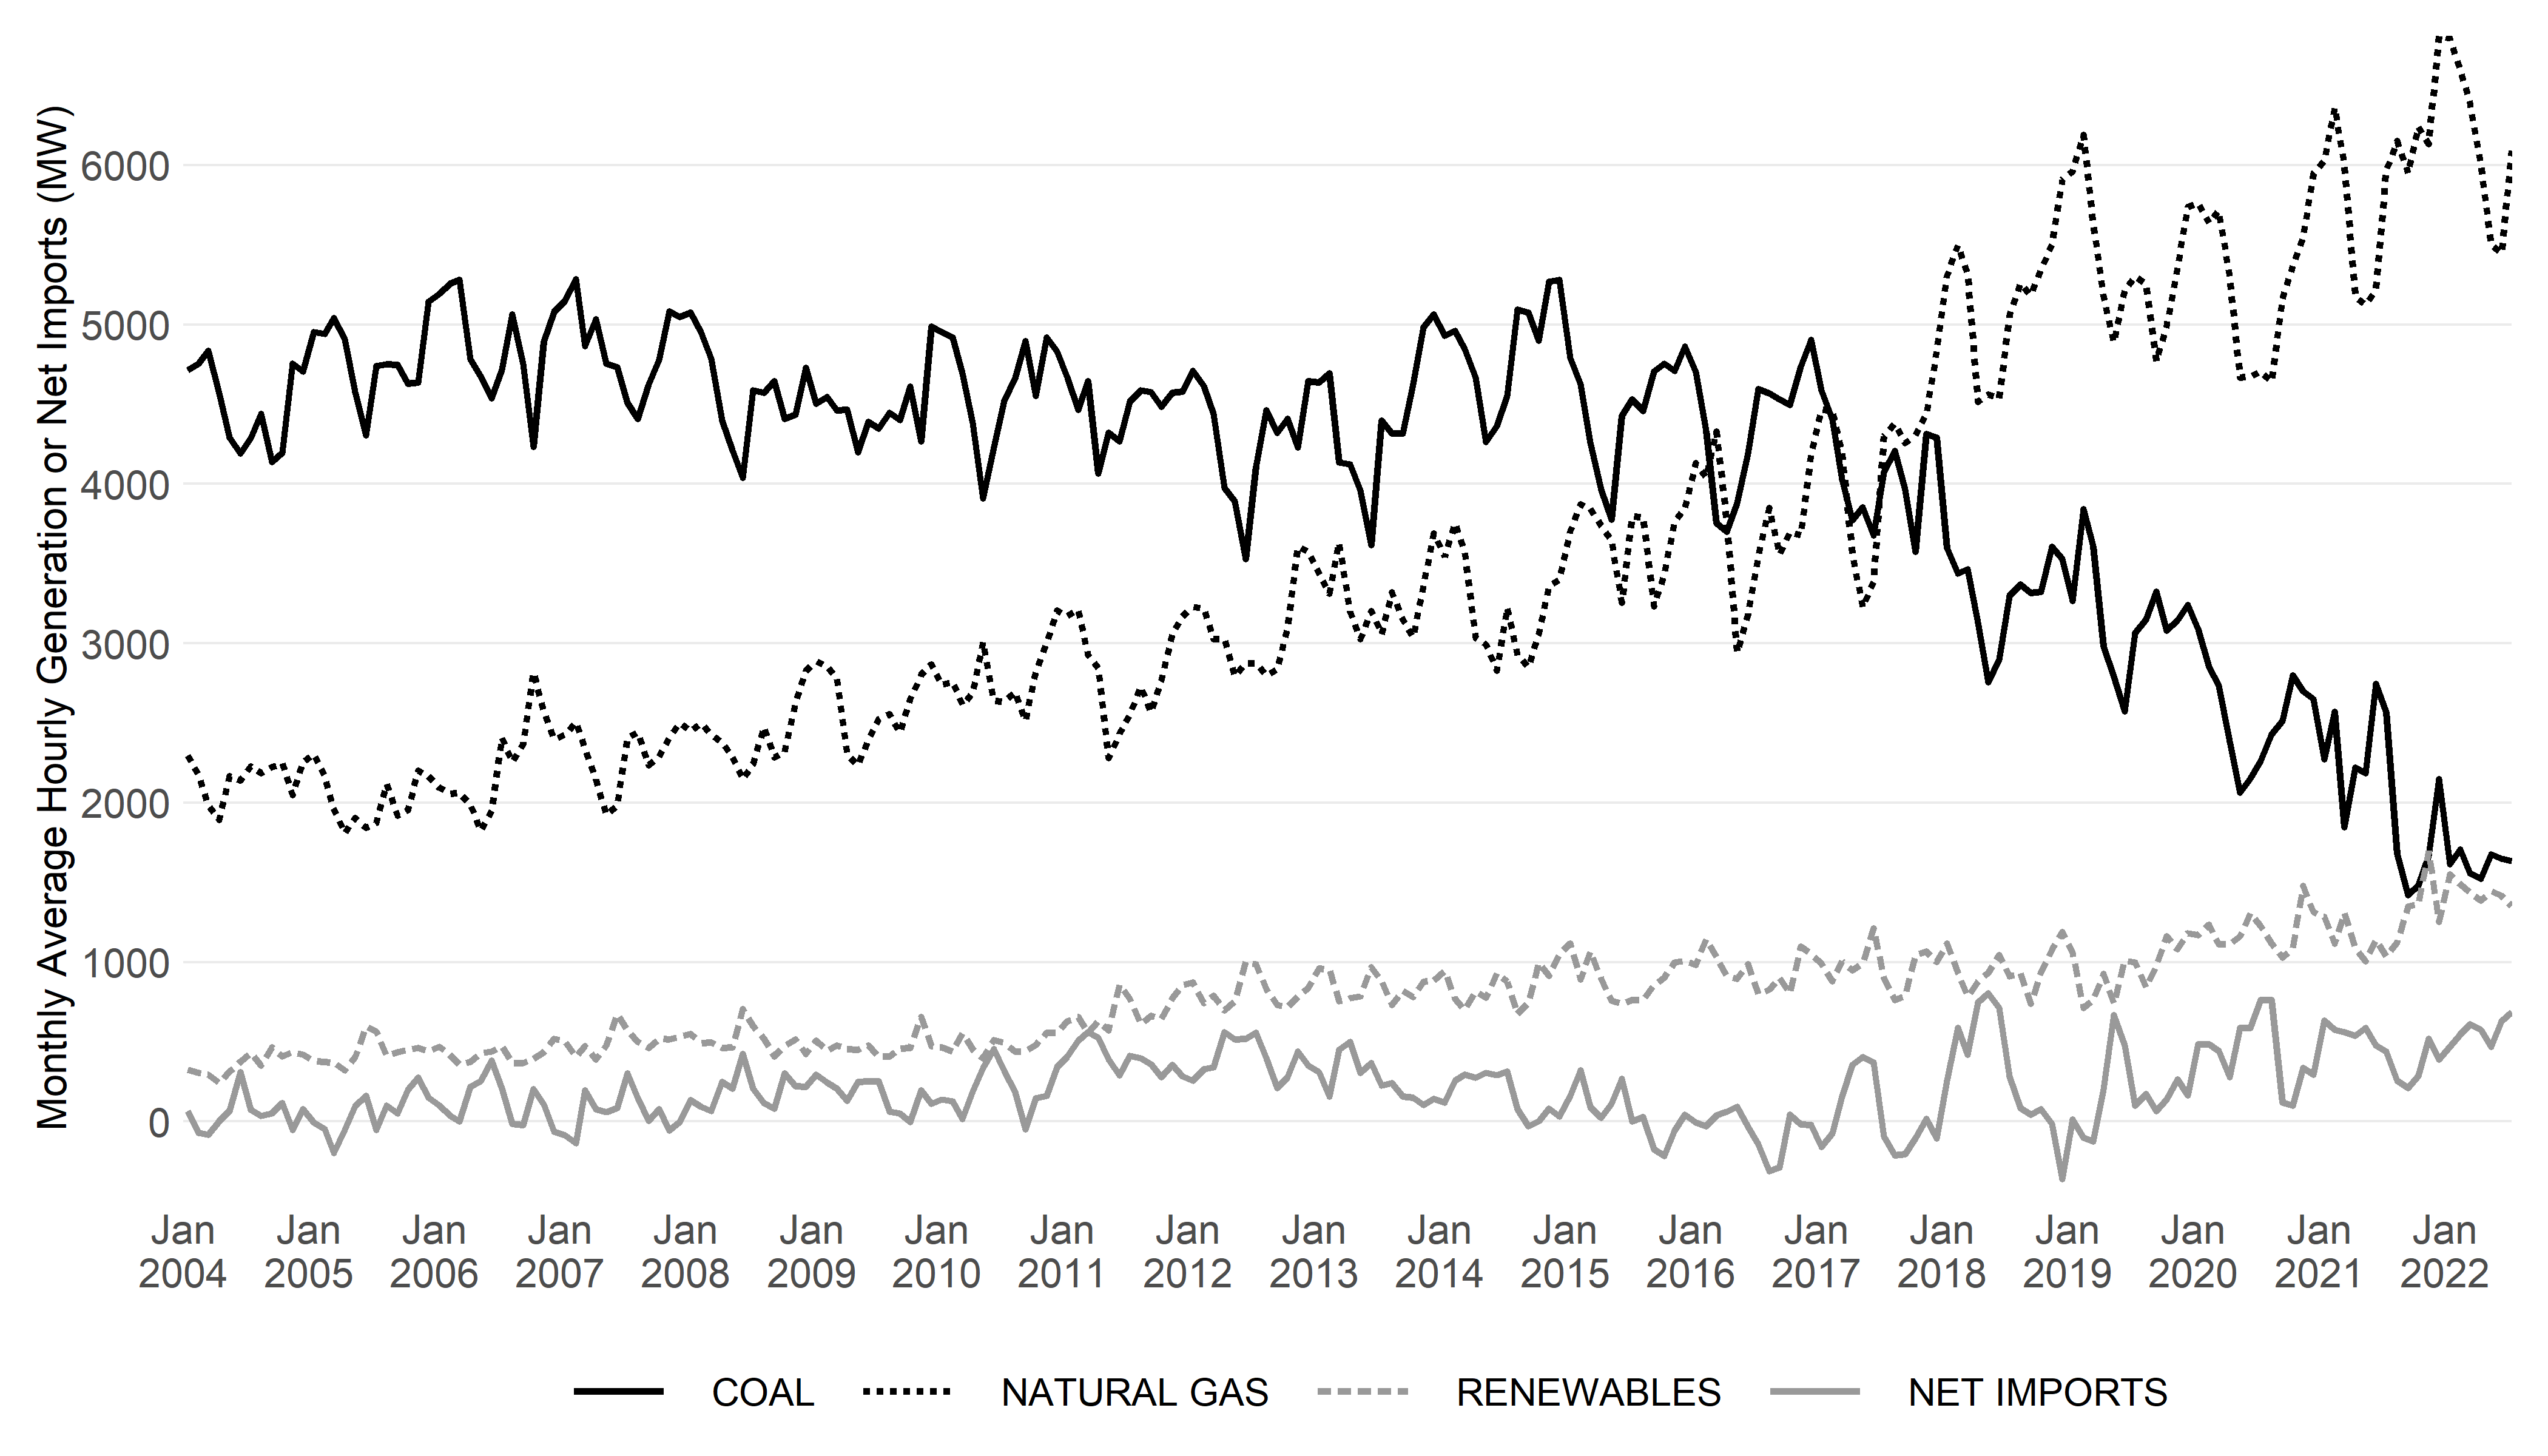 Monthly Average Hourly Generation or Net Imports (MW)
6000
5000
4000
3000
2000
1000
0
Jan Jan Jan Jan Jan Jan Jan Jan Jan Jan Jan Jan Jan Jan Jan Jan Jan Jan Jan
2004 2005 2006 2007 2008 2009 2010 2011 2012 2013 2014 2015 2016 2017 2018 2019 2020 2021 2022
COAL NATURAL GAS RENEWABLES NET IMPORTS